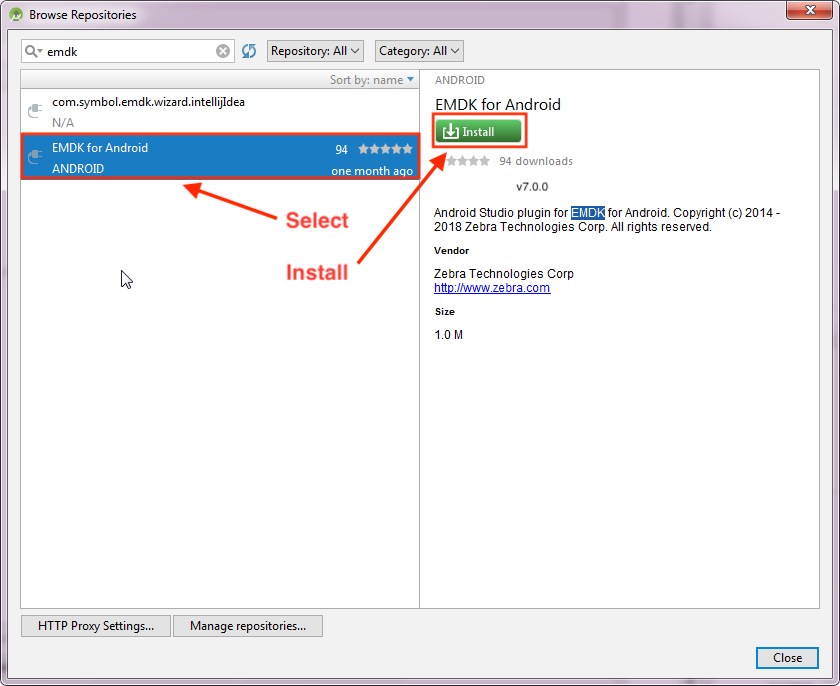 Browse Repositories
emdk
Repository: All
Category: All
Sort by: name
com.symbol.emdk.wizard.intellijIdea
N/A
EMDK for Android 94
ANDROID one month ago
Select
Install
ANDROID
EMDK for Android
Install
94 downloads
v7.0.0
Android Studio plugin for EMDK for Android. Copyright (c) 2014 -
2018 Zebra Technologies Corp. All rights reserved.
Vendor
Zebra Technologies Corp
http://www.zebra.com
Size
1.0 M
HTTP Proxy Settings...
Manage repositories...
Close